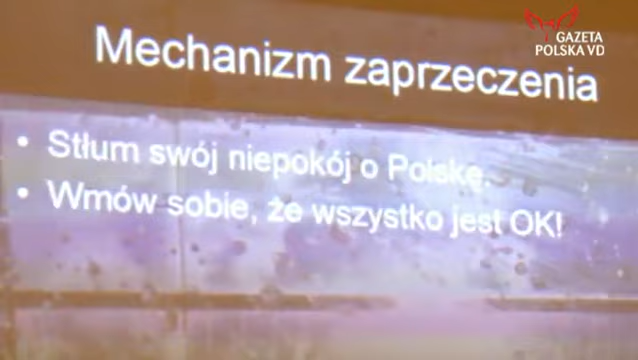 GAZETA
POLSKA VD
Mechanizm zaprzeczenia
• Stłum swój niepokój o Polskę.
• Wmów sobie, że wszystko jest OK!